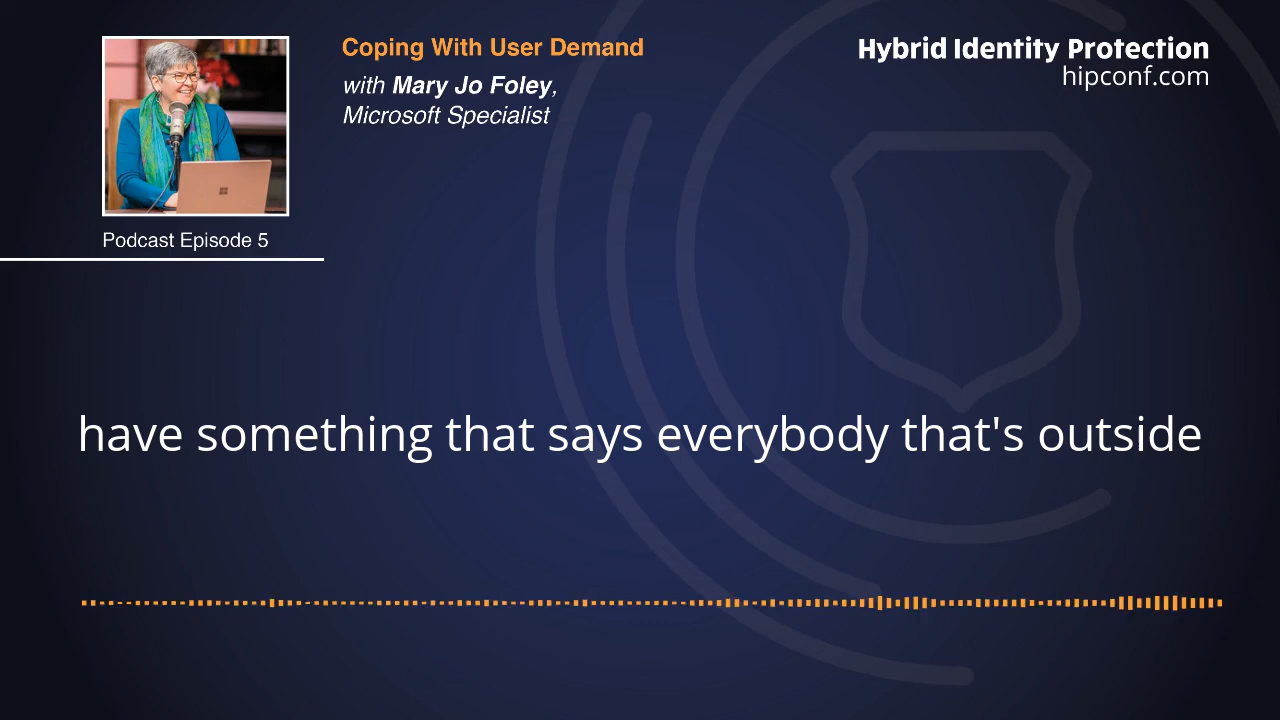 Coping With User Demand
with Mary Jo Foley,
Microsoft Specialist
Hybrid Identity Protection
hipconf.com
Podcast Episode 5
have something that says everybody that's outside